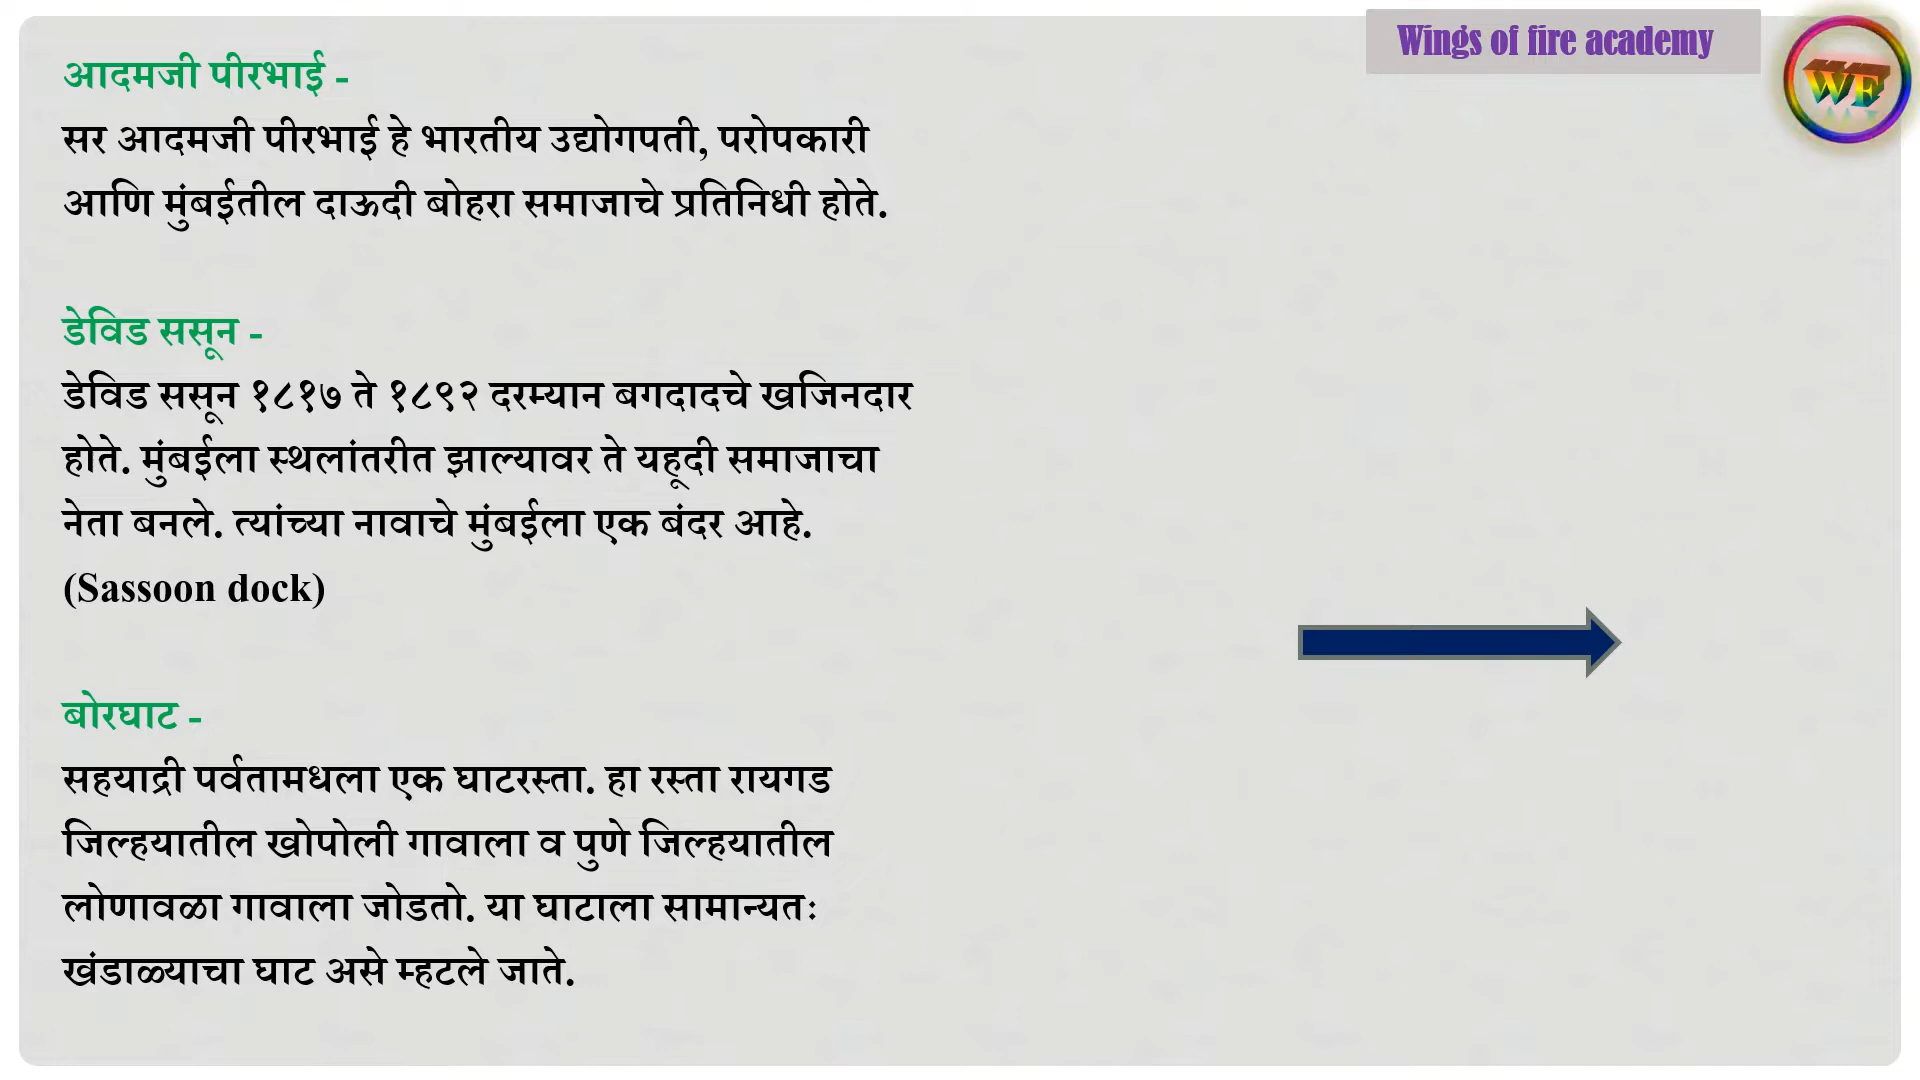 Wings of fire academy
WF
आदमजी पीरभाई -
सर आदमजी पीरभाई हे भारतीय उद्योगपती, परोपकारी
आणि मुंबईतील दाऊदी बोहरा समाजाचे प्रतिनिधी होते.
डेविड ससून -
डेविड ससून १८१७ ते १८९२ दरम्यान बगदादचे खजिनदार
होते. मुंबईला स्थलांतरीत झाल्यावर ते यहूदी समाजाचा
नेता बनले. त्यांच्या नावाचे मुंबईला एक बंदर आहे.
(Sassoon dock)
बोरघाट -
सहयाद्री पर्वतामधला एक घाटरस्ता. हा रस्ता रायगड
जिल्हयातील खोपोली गावाला व पुणे जिल्हयातील
लोणावळा गावाला जोडतो. या घाटाला सामान्यतः
खंडाळ्याचा घाट असे म्हटले जाते.